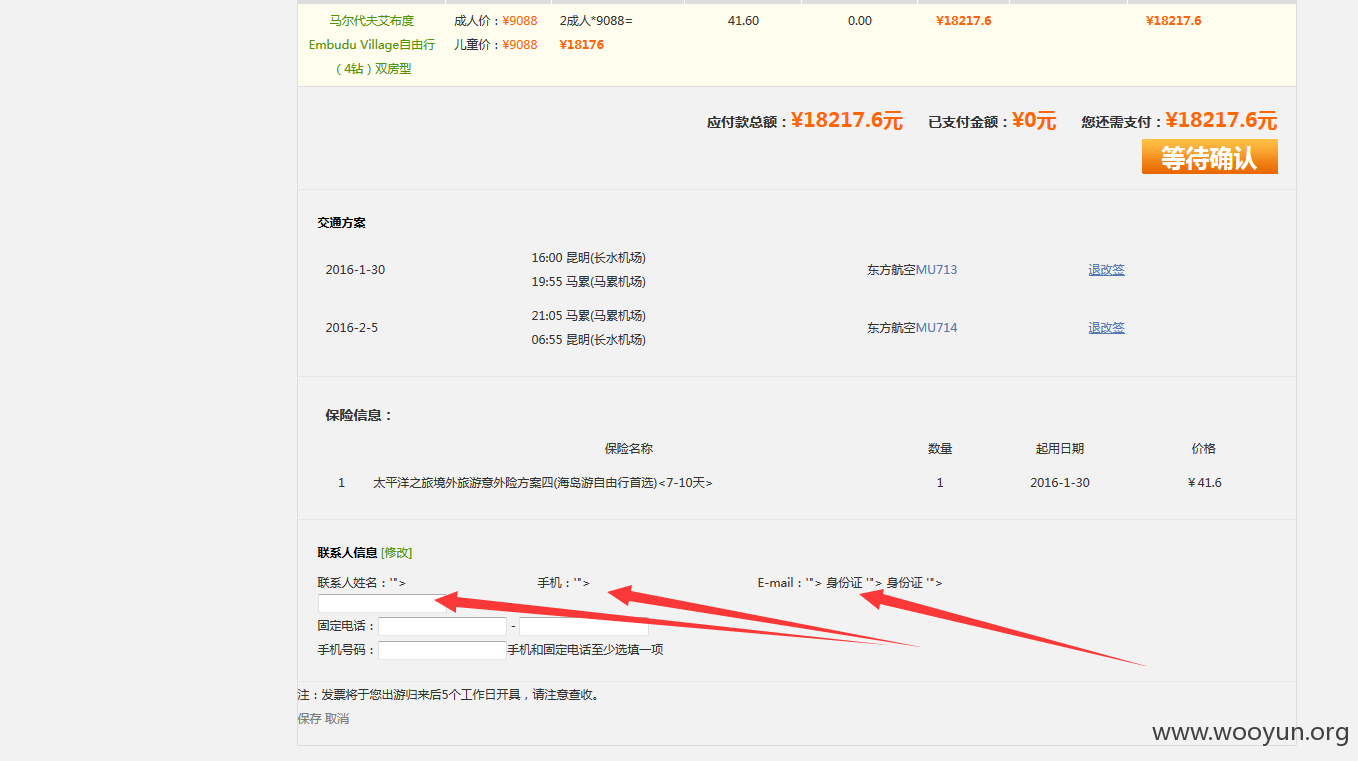 马尔代夫艾布度 成人价：¥9088 2成人*9088= 41.60 0.00 ¥18217.6 ¥18217.6
Embudu Village自由行 儿童价：¥9088 ¥18176
（4钻）双房型
应付款总额：¥18217.6元 已支付金额：¥0元 您还需支付：¥18217.6元
等待确认
交通方案
16:00 昆明(长水机场)
2016-1-30 东方航空MU713 退改签
19:55 马累(马累机场)
21:05 马累(马累机场)
2016-2-5 东方航空MU714 退改签
06:55 昆明(长水机场)
保险信息：
保险名称 数量 起用日期 价格
1 太平洋之旅境外旅游意外险方案四(海岛游自由行首选)<7-10天> 1 2016-1-30 ￥41.6
联系人信息 [修改]
联系人姓名：'"> 手机：'"> E-mail：'"> 身份证 '"> 身份证 '">
固定电话： -
手机号码： 手机和固定电话至少选填一项
注：发票将于您出游归来后5个工作日开具，请注意查收。
保存 取消
www.wooyun.org